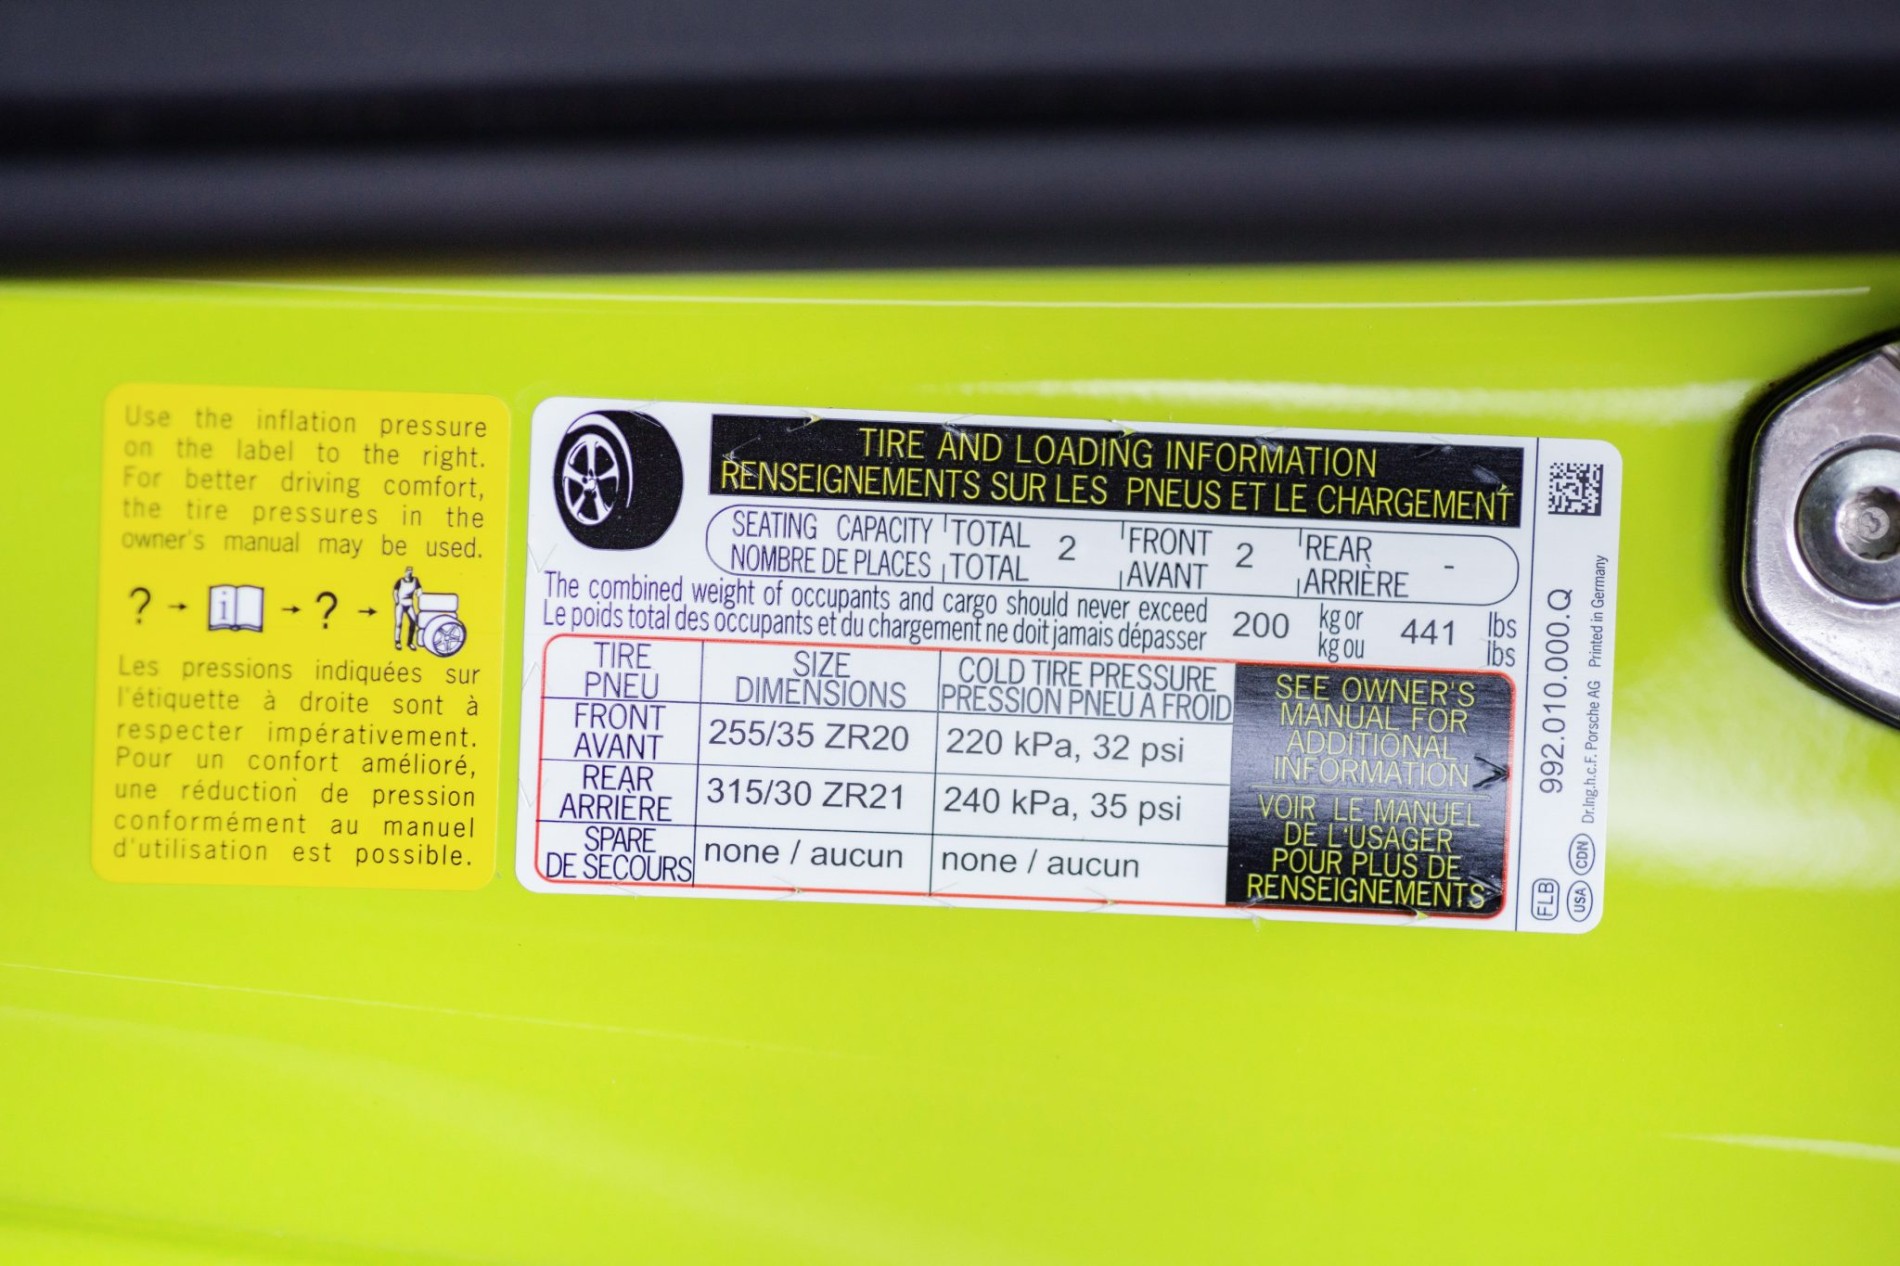 Use the inflation pressure
on the label to the right.
For better driving comfort,
the tire pressures in the
owner's manual may be used.
? → i → ? →
Les pressions indiquées sur
l'étiquette à droite sont à
respecter impérativement.
Pour un confort amélioré,
une réduction de pression
conformément au manuel
d'utilisation est possible.
TIRE AND LOADING INFORMATION
RENSEIGNEMENTS SUR LES PNEUS ET LE CHARGEMENT
SEATING CAPACITY TOTAL 2 FRONT 2 REAR -
NOMBRE DE PLACES TOTAL AVANT ARRIÈRE
The combined weight of occupants and cargo should never exceed 200 kg or 441 lbs
Le poids total des occupants et du chargement ne doit jamais dépasser kg ou lbs
TIRE SIZE COLD TIRE PRESSURE
PNEU DIMENSIONS PRESSION PNEU A FROID
FRONT
AVANT 255/35 ZR20 220 kPa, 32 psi
REAR
ARRIÈRE 315/30 ZR21 240 kPa, 35 psi
SPARE
DE SECOURS none / aucun none / aucun
SEE OWNER'S
MANUAL FOR
ADDITIONAL
INFORMATION
VOIR LE MANUEL
DE L'USAGER
POUR PLUS DE
RENSEIGNEMENTS
992.010.000.Q
Dr.Ing.h.c.F. Porsche AG Printed in Germany
FLB
USA CDN